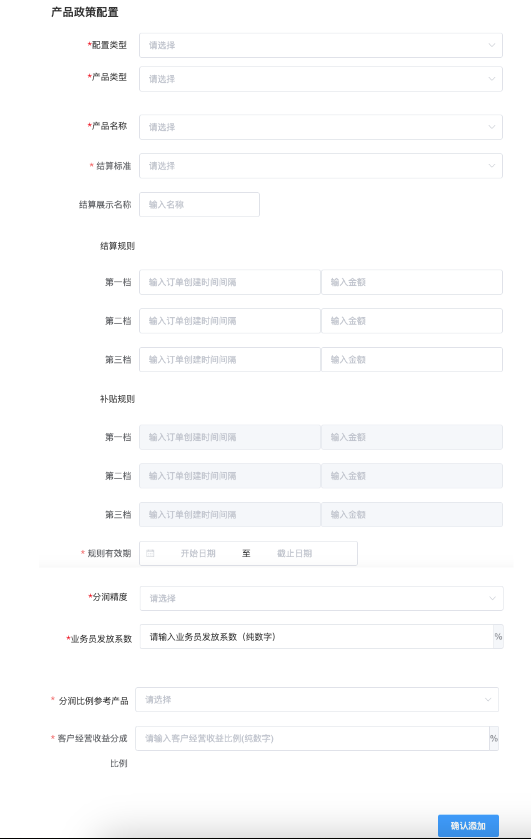 产品政策配置
*配置类型 请选择
*产品类型 请选择
*产品名称 请选择
* 结算标准 请选择
结算展示名称 输入名称
结算规则
第一档 输入订单创建时间间隔 输入金额
第二档 输入订单创建时间间隔 输入金额
第三档 输入订单创建时间间隔 输入金额
补贴规则
第一档 输入订单创建时间间隔 输入金额
第二档 输入订单创建时间间隔 输入金额
第三档 输入订单创建时间间隔 输入金额
* 规则有效期 开始日期 至 截止日期
*分润精度 请选择
*业务员发放系数 请输入业务员发放系数（纯数字） %
* 分润比例参考产品 请选择
* 客户经营收益分成 请输入客户经营收益比例(纯数字) %
比例
确认添加